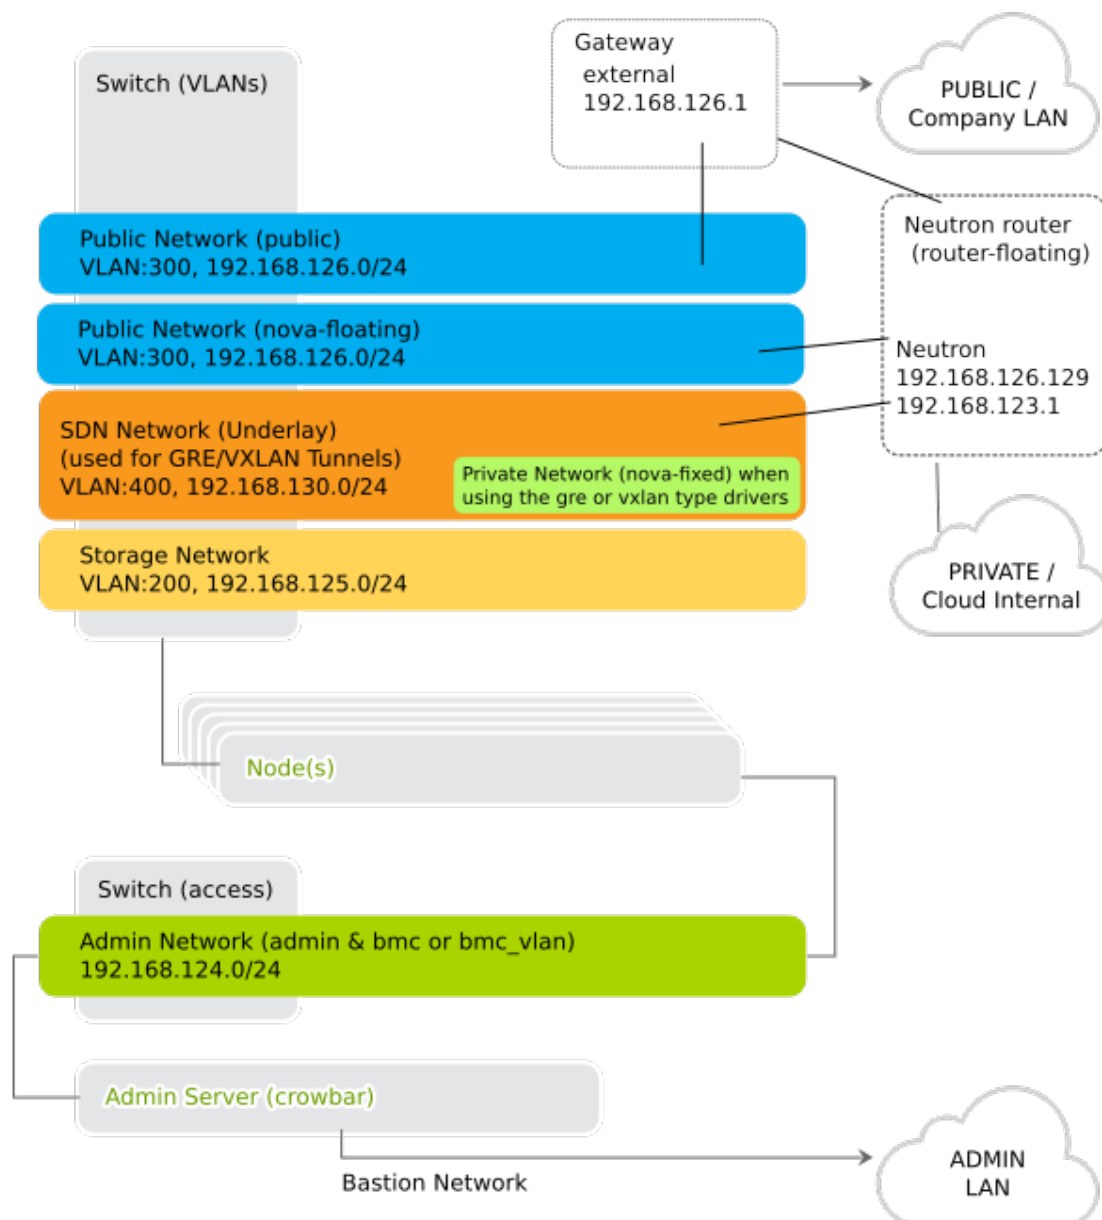 Gateway
external
192.168.126.1
PUBLIC /
Company LAN
Switch (VLANs)
Public Network (public)
VLAN:300, 192.168.126.0/24
Neutron router
(router-floating)
Public Network (nova-floating)
VLAN:300, 192.168.126.0/24
Neutron
192.168.126.129
192.168.123.1
SDN Network (Underlay)
(used for GRE/VXLAN Tunnels)
VLAN:400, 192.168.130.0/24
Private Network (nova-fixed) when
using the gre or vxlan type drivers
Storage Network
VLAN:200, 192.168.125.0/24
PRIVATE /
Cloud Internal
Node(s)
Switch (access)
Admin Network (admin & bmc or bmc_vlan)
192.168.124.0/24
Admin Server (crowbar)
Bastion Network
ADMIN
LAN